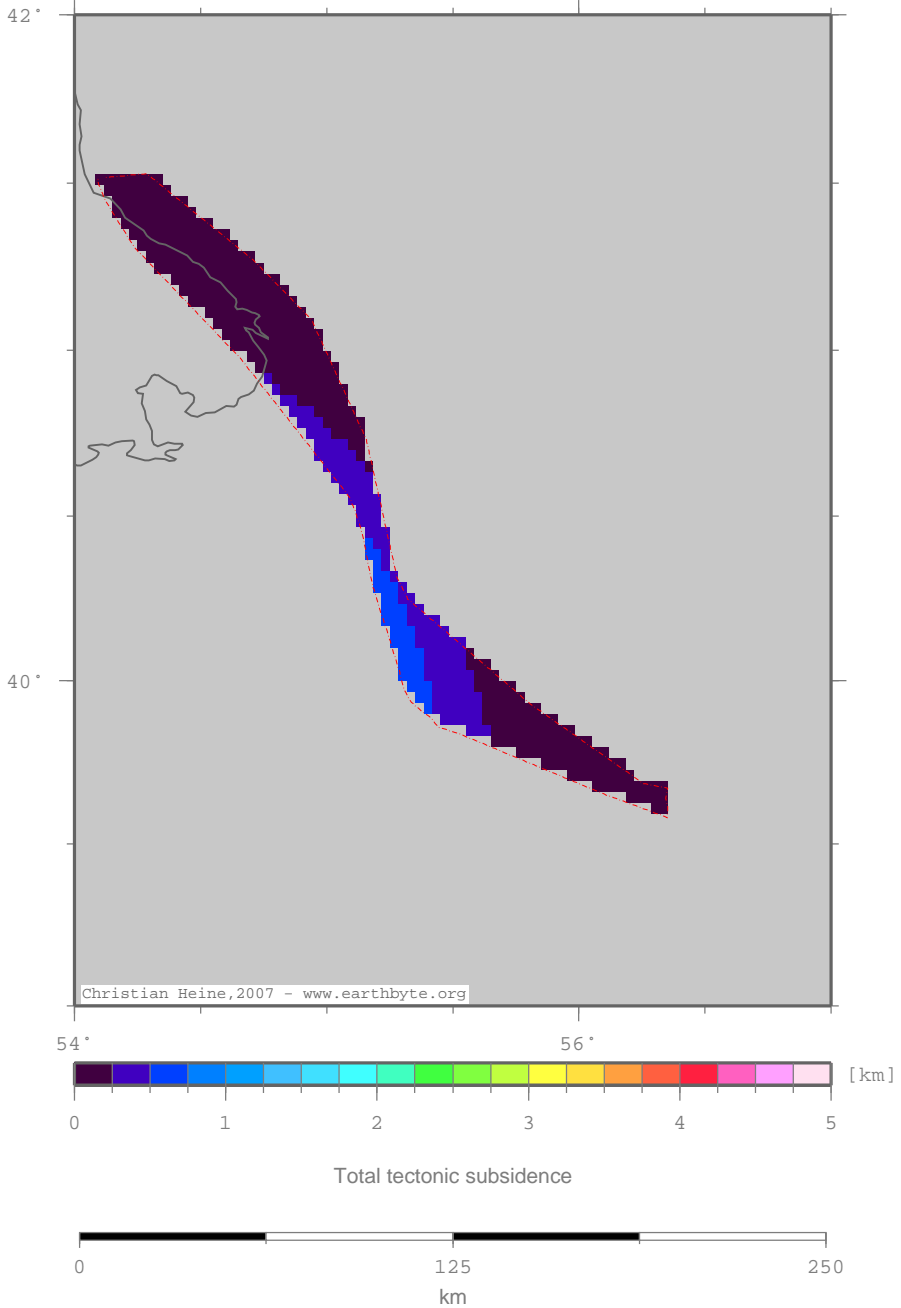 42°
40°
Christian Heine,2007 - www.earthbyte.org
54° 56°
[km]
0 1 2 3 4 5
Total tectonic subsidence
0 125 250
km